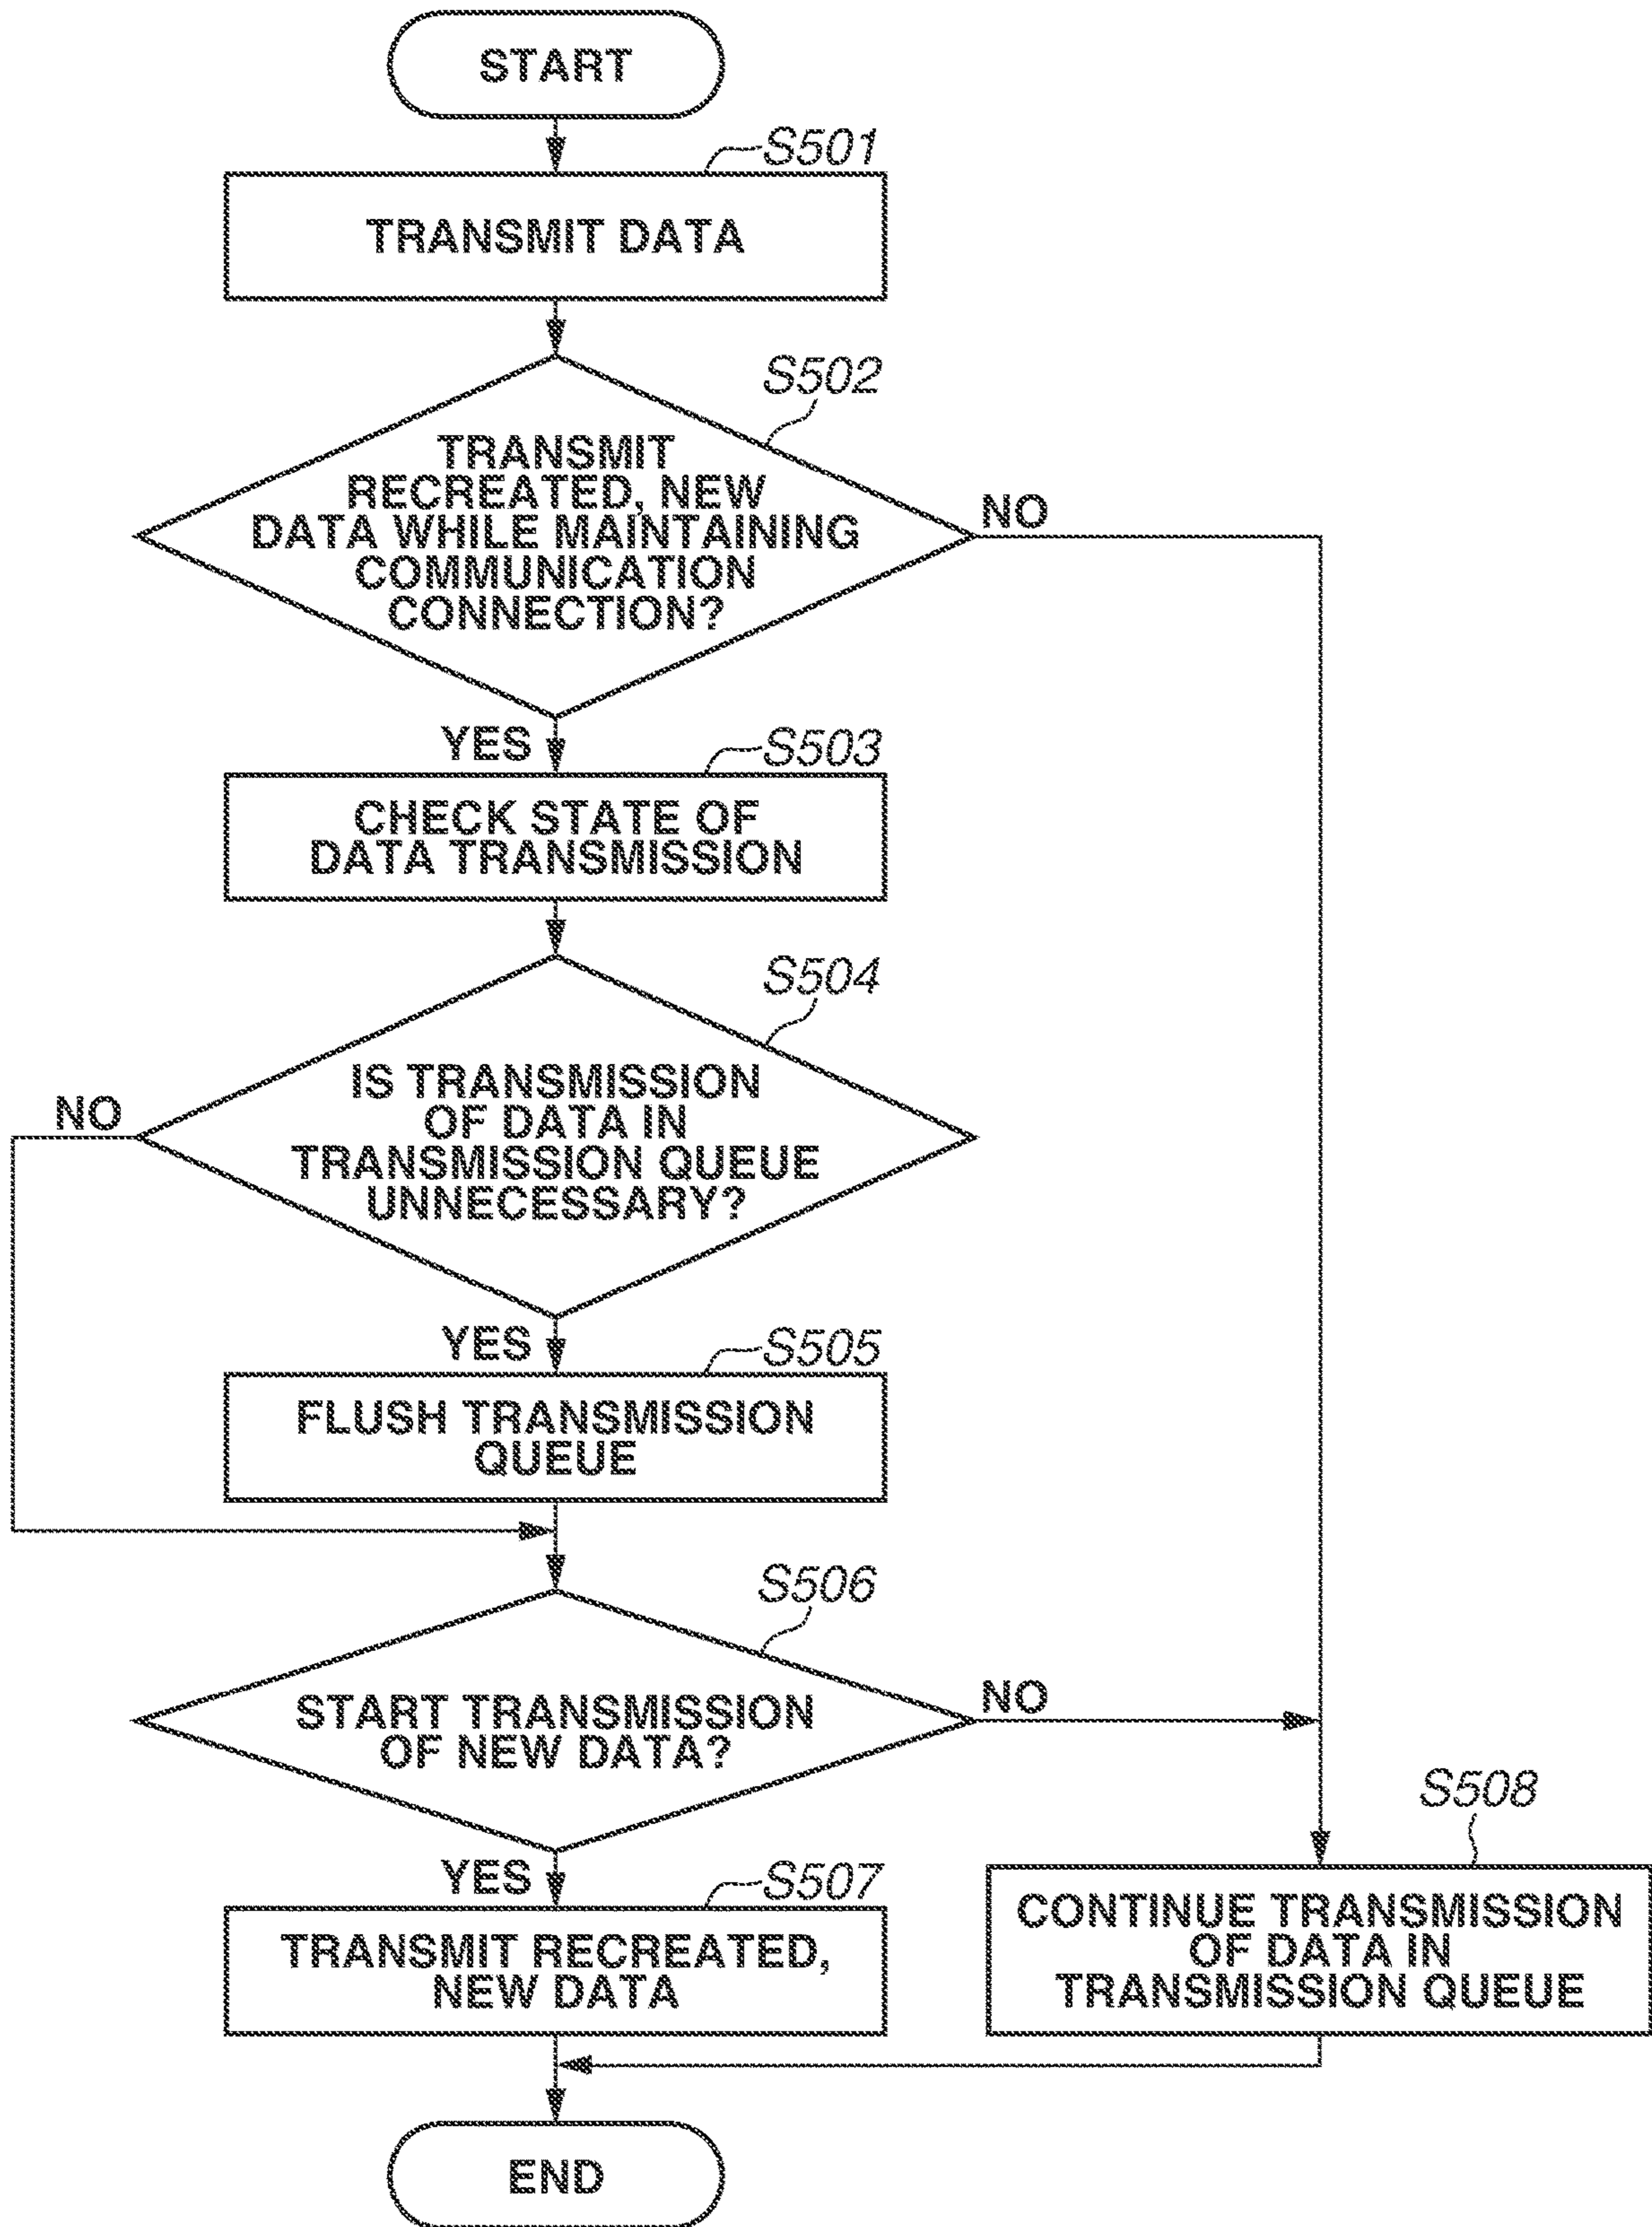 START
S501
TRANSMIT DATA
S502
TRANSMIT
RECREATED, NEW
DATA WHILE MAINTAINING
COMMUNICATION
CONNECTION?
NO
YES
S503
CHECK STATE OF
DATA TRANSMISSION
S504
IS TRANSMISSION
OF DATA IN
TRANSMISSION QUEUE
UNNECESSARY?
NO
YES
S505
FLUSH TRANSMISSION
QUEUE
S506
START TRANSMISSION
OF NEW DATA?
NO
YES
S507
TRANSMIT RECREATED,
NEW DATA
S508
CONTINUE TRANSMISSION
OF DATA IN
TRANSMISSION QUEUE
END